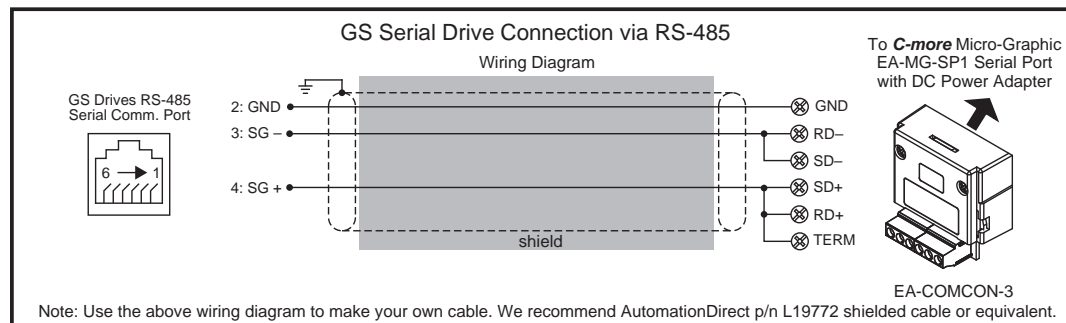 GS Serial Drive Connection via RS-485
Wiring Diagram
To C-more Micro-Graphic
EA-MG-SP1 Serial Port
with DC Power Adapter
GS Drives RS-485
Serial Comm. Port
6 1
2: GND
3: SG –
4: SG +
GND
RD–
SD–
SD+
RD+
TERM
shield
EA-COMCON-3
Note: Use the above wiring diagram to make your own cable. We recommend AutomationDirect p/n L19772 shielded cable or equivalent.